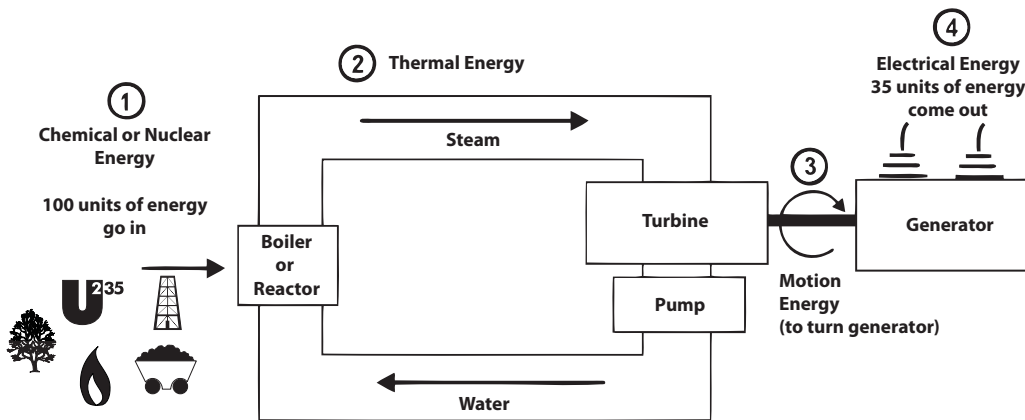 1
Chemical or Nuclear
Energy
100 units of energy
go in
U235
2
Thermal Energy
Steam
Boiler
or
Reactor
Turbine
Pump
Water
3
Motion
Energy
(to turn generator)
4
Electrical Energy
35 units of energy
come out
Generator